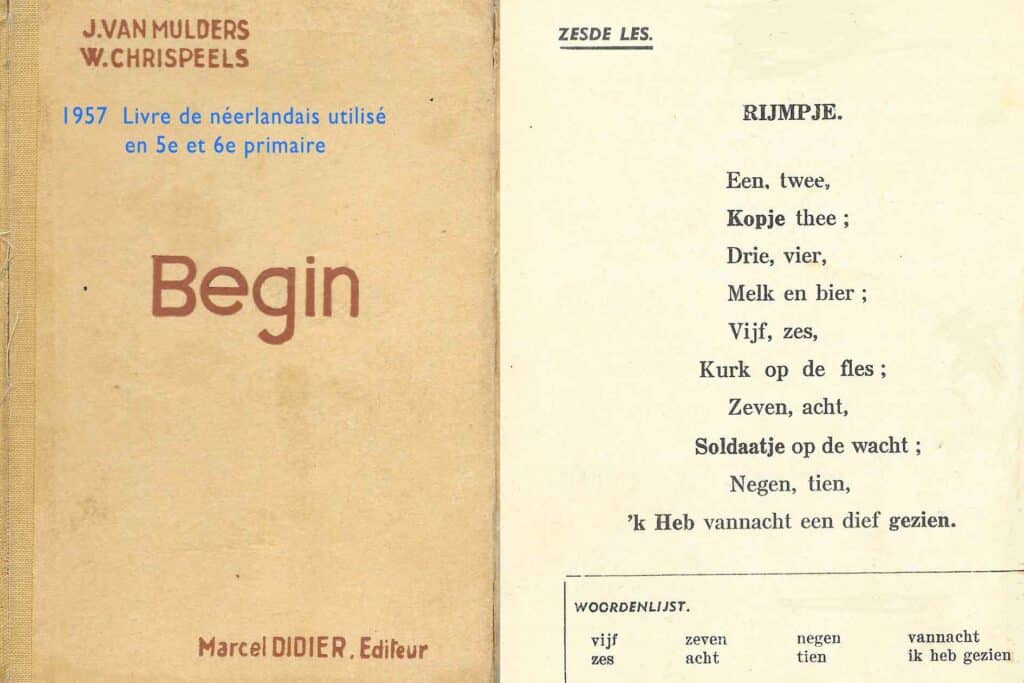 J. VAN MULDERS
W. CHRISPEELS
1957 Livre de néerlandais utilisé
en 5e et 6e primaire
Begin
Marcel DIDIER. Editeur
ZESDE LES.
RIJMPJE.
Een, twee,
Kopje thee ;
Drie, vier,
Melk en bier ;
Vijf, zes,
Kurk op de fles ;
Zeven, acht,
Soldaatje op de wacht ;
Negen, tien,
'k Heb vannacht een dief gezien.
WOORDENLIJST.
vijf zeven negen vannacht
zes acht tien ik heb gezien